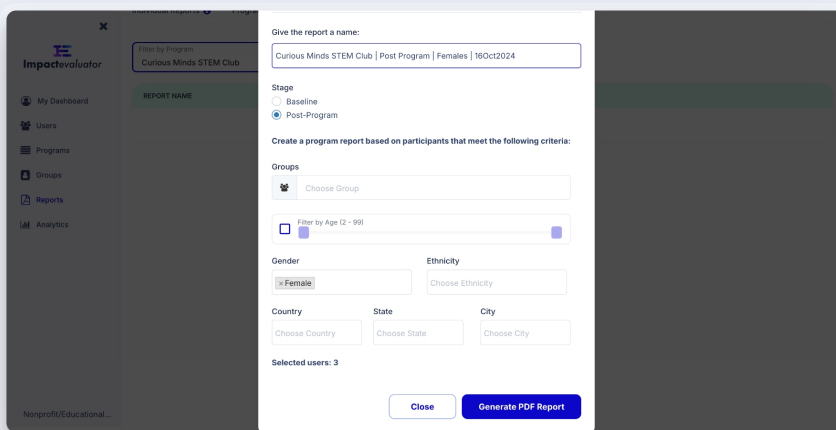 Individual Reports
Program
Impactevaluator
My Dashboard
Users
Programs
Groups
Reports
Analytics
Nonprofit/Educational...
Filter by Program
Curious Minds STEM Club
REPORT NAME
Give the report a name:
Curious Minds STEM Club | Post Program | Females | 16Oct2024
Stage
Baseline
Post-Program
Create a program report based on participants that meet the following criteria:
Groups
Choose Group
Filter by Age (2 - 99)
Gender
Ethnicity
×Female
Choose Ethnicity
Country
State
City
Choose Country
Choose State
Choose City
Selected users: 3
Close
Generate PDF Report